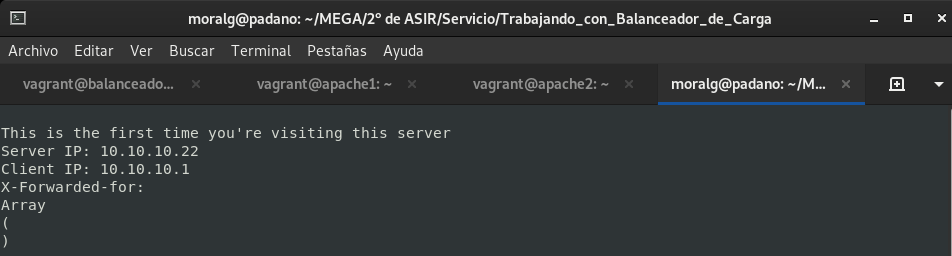 moralg@padano: ~/MEGA/2º de ASIR/Servicio/Trabajando_con_Balanceador_de_Carga
Archivo Editar Ver Buscar Terminal Pestañas Ayuda
vagrant@balanceado... vagrant@apache1: ~ vagrant@apache2: ~ moralg@padano: ~/M...
This is the first time you're visiting this server
Server IP: 10.10.10.22
Client IP: 10.10.10.1
X-Forwarded-for:
Array
(
)